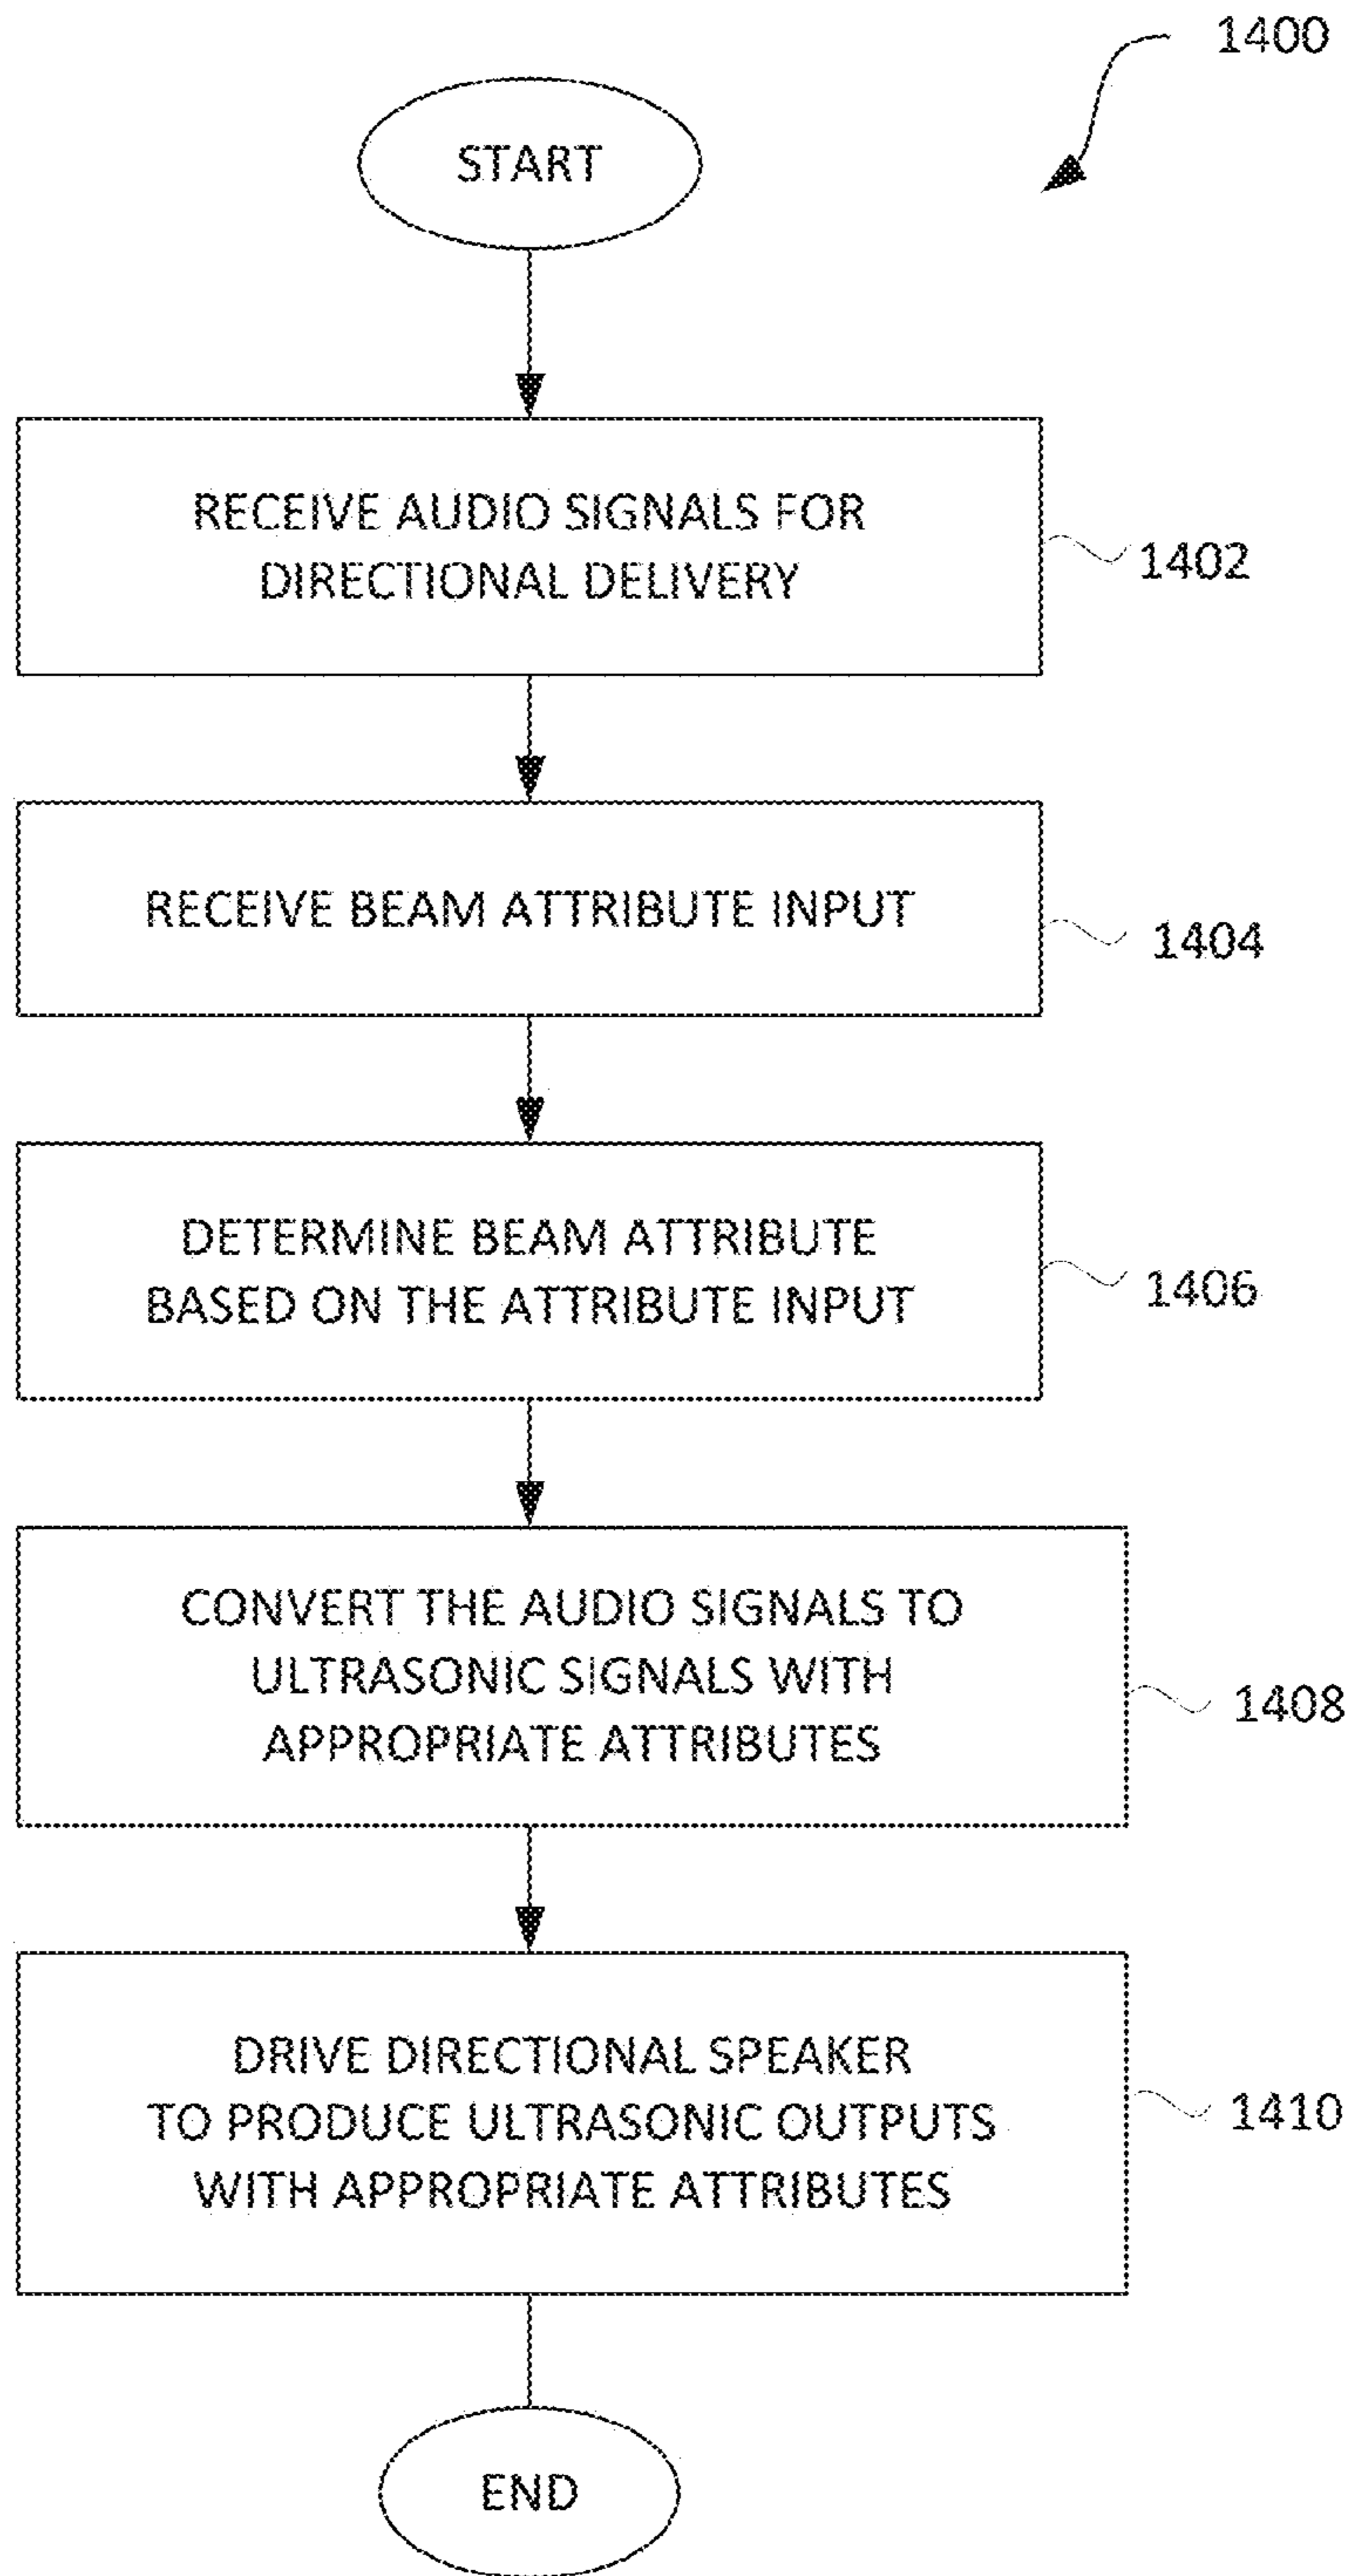 1400
START
RECEIVE AUDIO SIGNALS FOR
DIRECTIONAL DELIVERY
1402
RECEIVE BEAM ATTRIBUTE INPUT
1404
DETERMINE BEAM ATTRIBUTE
BASED ON THE ATTRIBUTE INPUT
1406
CONVERT THE AUDIO SIGNALS TO
ULTRASONIC SIGNALS WITH
APPROPRIATE ATTRIBUTES
1408
DRIVE DIRECTIONAL SPEAKER
TO PRODUCE ULTRASONIC OUTPUTS
WITH APPROPRIATE ATTRIBUTES
1410
END